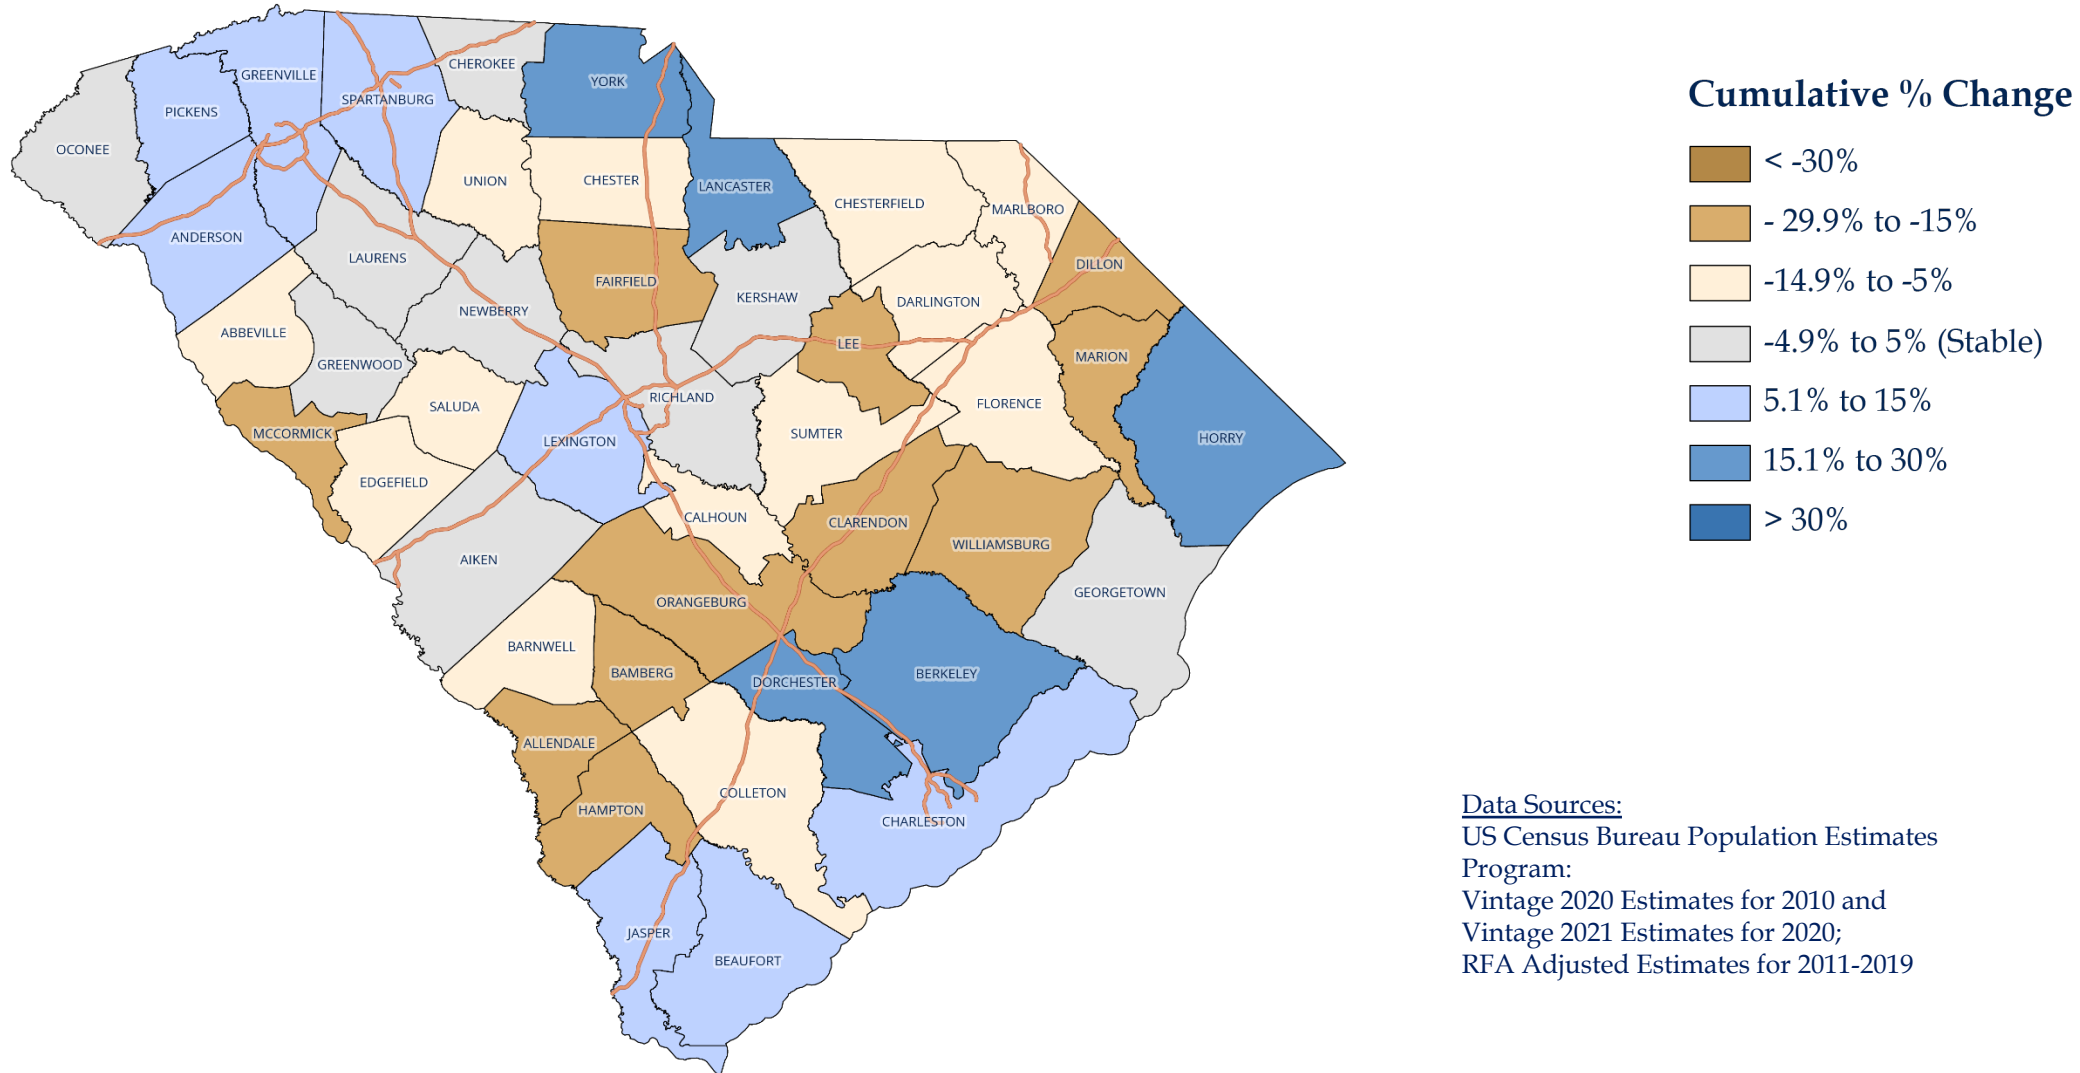 GREENVILLE
CHEROKEE
YORK
SPARTANBURG
PICKENS
OCONEE
UNION
CHESTER
LANCASTER
CHESTERFIELD
MARLBORO
ANDERSON
LAURENS
DILLON
FAIRFIELD
KERSHAW
DARLINGTON
NEWBERRY
ABBEVILLE
LEE
MARION
GREENWOOD
RICHLAND
SALUDA
FLORENCE
MCCORMICK
LEXINGTON
SUMTER
HORRY
EDGEFIELD
CALHOUN
CLARENDON
WILLIAMSBURG
AIKEN
GEORGETOWN
ORANGEBURG
BARNWELL
BAMBERG
DORCHESTER
BERKELEY
ALLENDALE
COLLETON
HAMPTON
CHARLESTON
JASPER
BEAUFORT
Cumulative % Change
< -30%
- 29.9% to -15%
-14.9% to -5%
-4.9% to 5% (Stable)
5.1% to 15%
15.1% to 30%
> 30%
Data Sources:
US Census Bureau Population Estimates
Program:
Vintage 2020 Estimates for 2010 and
Vintage 2021 Estimates for 2020;
RFA Adjusted Estimates for 2011-2019